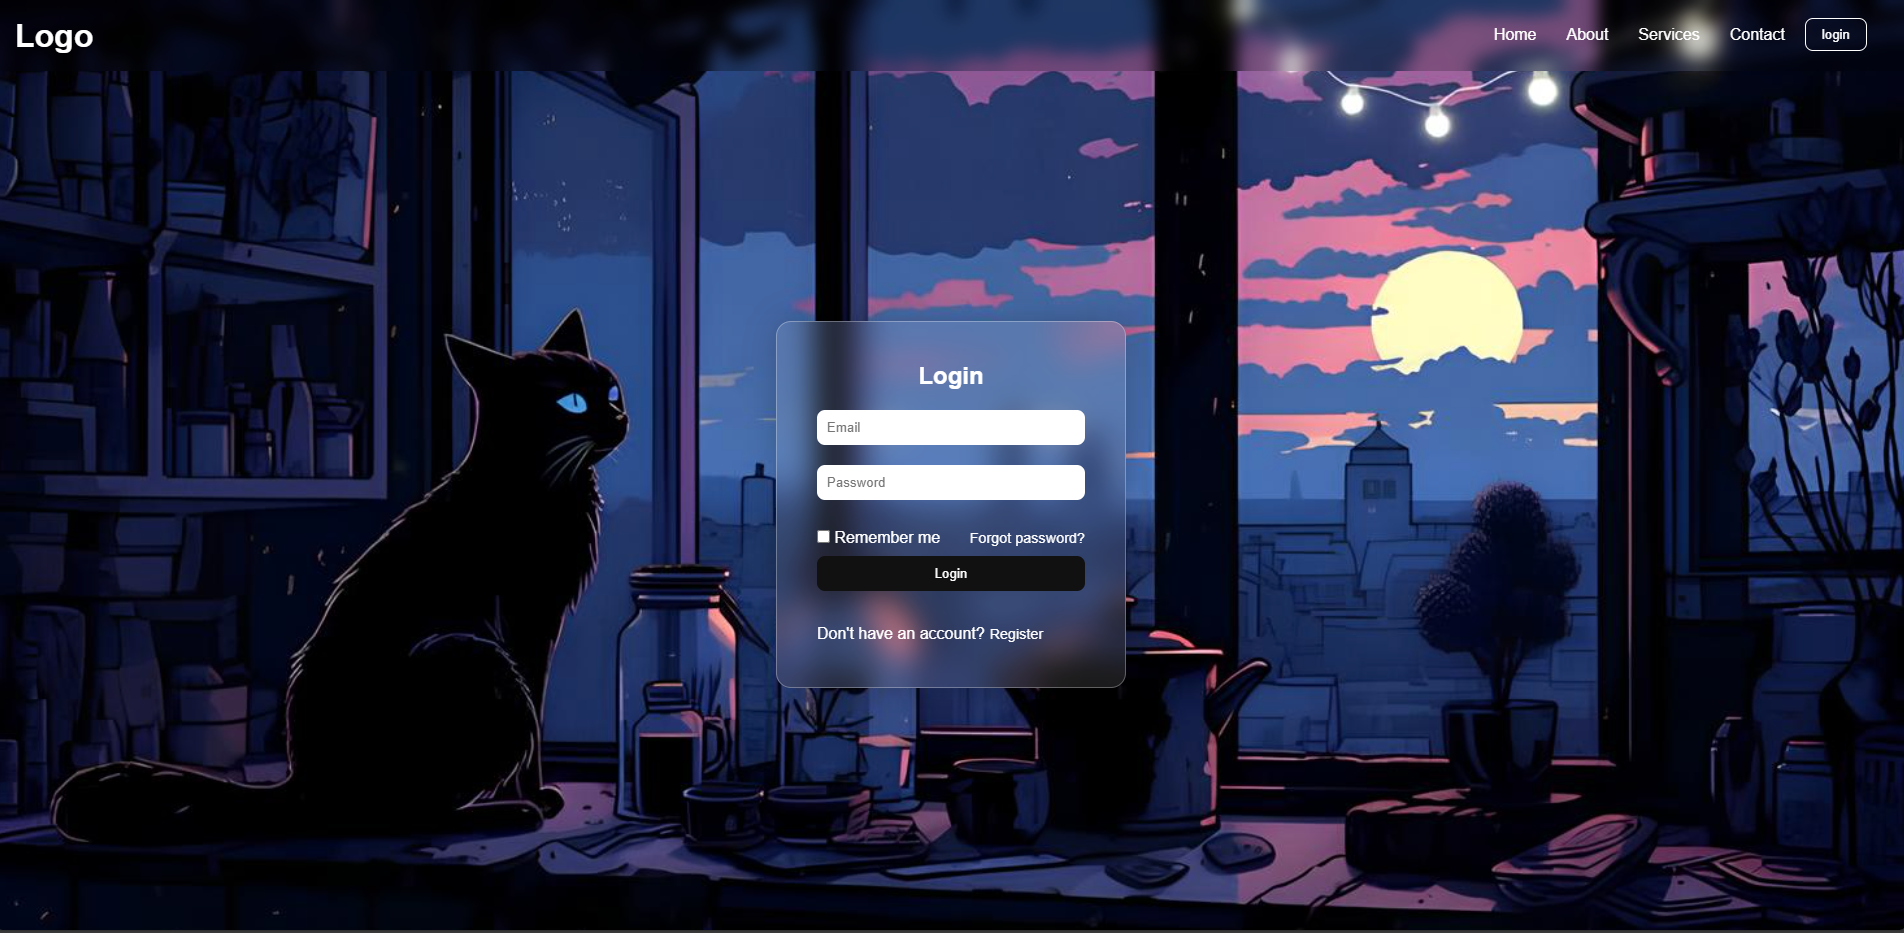 Logo Home About Services Contact login
Login
Email
Password
Remember me Forgot password?
Login
Don't have an account? Register